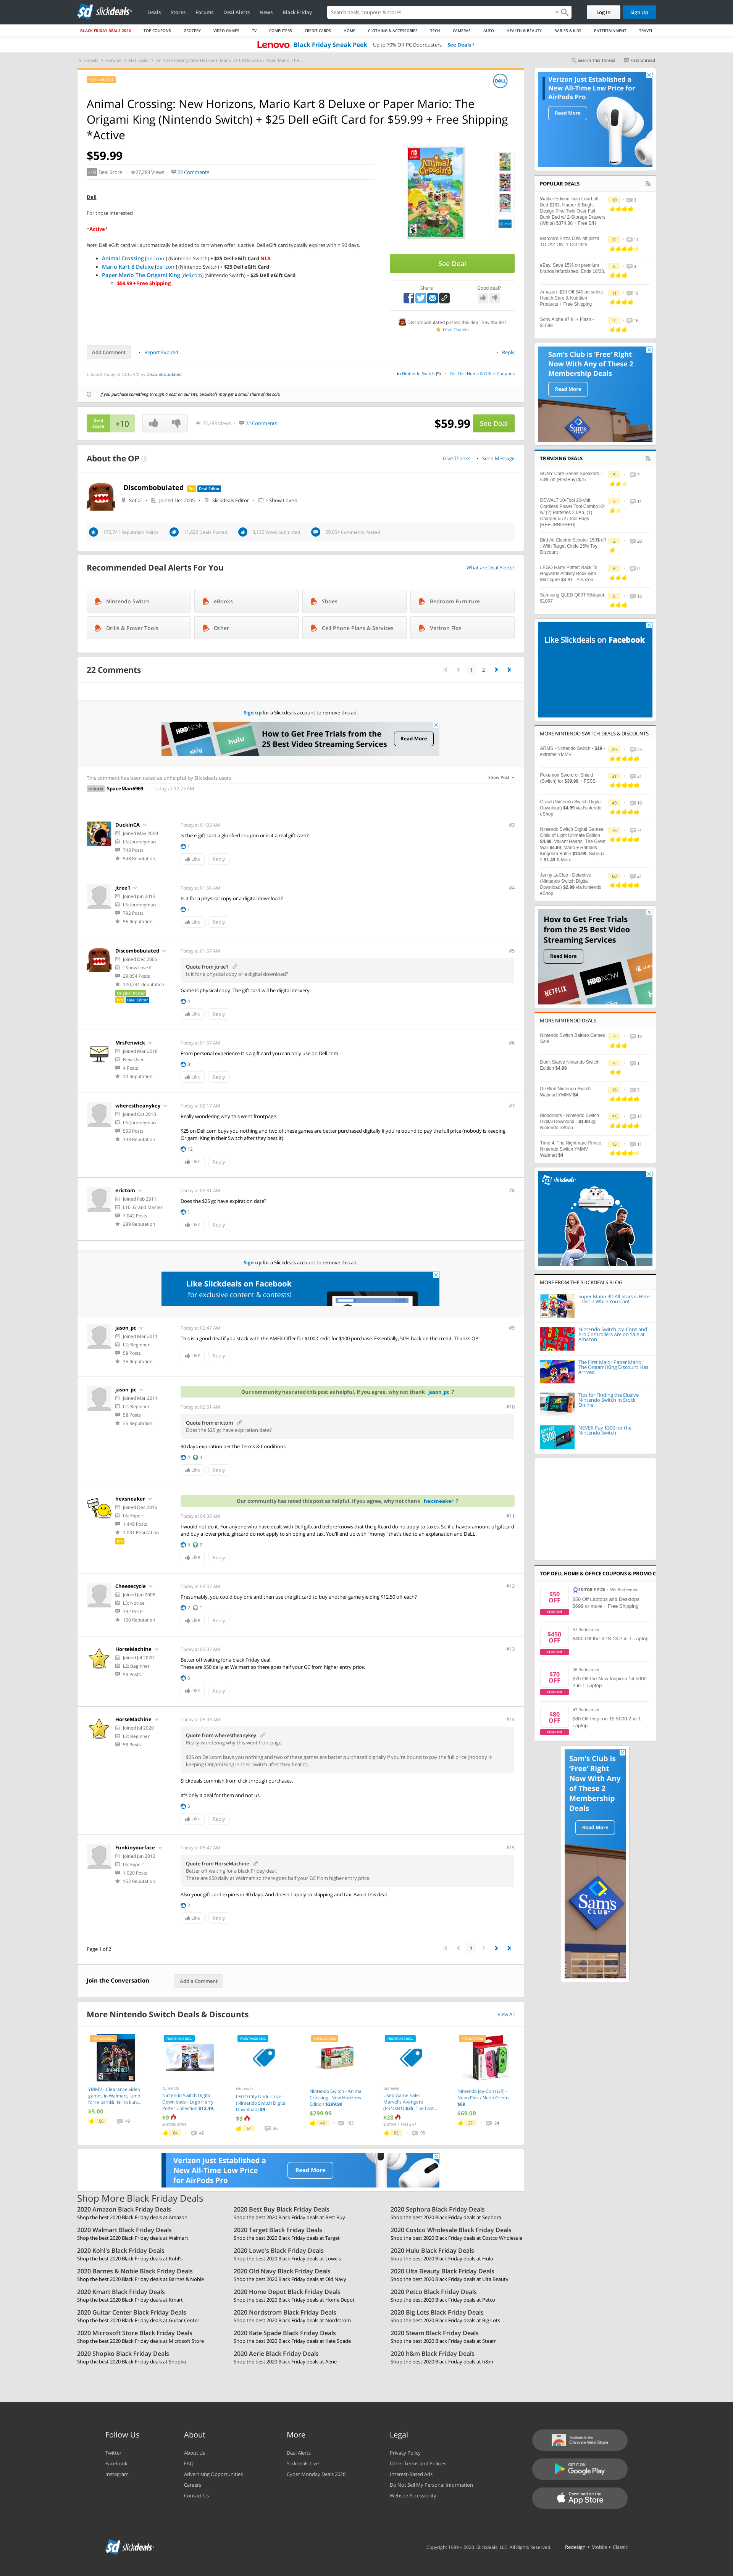 slickdeals
Deals
Stores
Forums
Deal Alerts
News
Black Friday
Search deals, coupons & stores
Log In
Sign Up
BLACK FRIDAY DEALS 2020
TOP COUPONS
GROCERY
VIDEO GAMES
TV
COMPUTERS
CREDIT CARDS
HOME
CLOTHING & ACCESSORIES
TECH
CAMERAS
AUTO
HEALTH & BEAUTY
BABIES & KIDS
ENTERTAINMENT
TRAVEL
Lenovo Black Friday Sneak Peek Up to 70% OFF PC Doorbusters See Deals
Search This Thread
First Unread
Animal Crossing: New Horizons, Mario Kart 8 Deluxe or Paper Mario: The
Origami King (Nintendo Switch) + $25 Dell eGift Card for $59.99 + Free Shipping
*Active
$59.99
+10 Deal Score
27,283 Views
22 Comments
Dell
For those interested
*Active*
Note, Dell eGift card will automatically be added to cart when offer is active. Dell eGift card typically expires within 90 days.
Animal Crossing [dell.com] (Nintendo Switch) + $25 Dell eGift Card NLA
Mario Kart 8 Deluxe [dell.com] (Nintendo Switch) + $25 Dell eGift Card
Paper Mario The Origami King [dell.com] (Nintendo Switch) + $25 Dell eGift Card
$59.99 + Free Shipping
See Deal
Share
Good deal?
Discombobulated posted this deal. Say thanks!
Give Thanks
Add Comment
Report Expired
Reply
Created Today at 12:15 AM by Discombobulated
in Nintendo Switch (9)
Get Dell Home & Office Coupons
If you purchase something through a post on our site, Slickdeals may get a small share of the sale.
Deal
Score
+10
27,283 Views
22 Comments
$59.99
See Deal
About the OP
Give Thanks
Send Message
Discombobulated
Pro
Deal Editor
SoCal
Joined Dec 2005
Slickdeals Editor
170,741 Reputation Points
11,622 Deals Posted
8,125 Votes Submitted
29,054 Comments Posted
Recommended Deal Alerts For You
What are Deal Alerts?
Nintendo Switch
eBooks
Shoes
Bedroom Furniture
Drills & Power Tools
Other
Cell Phone Plans & Services
Verizon Fios
22 Comments
1
2
Sign up for a Slickdeals account to remove this ad.
How to Get Free Trials from the
25 Best Video Streaming Services
Read More
This comment has been rated as unhelpful by Slickdeals users
Show Post
SpaceMan6969
Today at 12:23 AM
DuckinCA
Joined May 2009
L5: Journeyman
748 Posts
548 Reputation
Today at 01:03 AM
#3
is the e-gift card a glorified coupon or is it a real gift card?
1
Like
Reply
jtree1
Joined Jun 2015
L5: Journeyman
792 Posts
56 Reputation
Today at 01:56 AM
#4
Is it for a physical copy or a digital download?
1
Like
Reply
Discombobulated
Joined Dec 2005
29,054 Posts
170,741 Reputation
Original Poster
Pro
Deal Editor
Today at 01:57 AM
#5
Quote from jtree1
Is it for a physical copy or a digital download?
Game is physical copy. The gift card will be digital delivery.
4
Like
Reply
MrsFenwick
Joined Mar 2018
New User
4 Posts
10 Reputation
Today at 01:57 AM
#6
From personal experience It's a gift card you can only use on Dell.com.
8
Like
Reply
wherestheanykey
Joined Oct 2013
L5: Journeyman
593 Posts
133 Reputation
Today at 02:17 AM
#7
Really wondering why this went frontpage.
$25 on Dell.com buys you nothing and two of these games are better purchased digitally if you're bound to pay the full price (nobody is keeping
Origami King in their Switch after they beat it).
12
Like
Reply
erictom
Joined Feb 2011
L10: Grand Master
7,042 Posts
289 Reputation
Today at 02:31 AM
#8
Does the $25 gc have expiration date?
1
Like
Reply
Sign up for a Slickdeals account to remove this ad.
Like Slickdeals on Facebook
for exclusive content & contests!
jason_pc
Joined Mar 2011
L2: Beginner
58 Posts
35 Reputation
Today at 02:47 AM
#9
This is a good deal if you stack with the AMEX Offer for $100 Credit for $100 purchase. Essentially, 50% back on the credit. Thanks OP!
Like
Reply
jason_pc
Joined Mar 2011
L2: Beginner
58 Posts
35 Reputation
Our community has rated this post as helpful. If you agree, why not thank jason_pc ?
Today at 02:51 AM
#10
Quote from erictom
Does the $25 gc have expiration date?
90 days expiration per the Terms & Conditions
8
4
Like
Reply
hexsneaker
Joined Dec 2016
L6: Expert
1,449 Posts
1,031 Reputation
Pro
Our community has rated this post as helpful. If you agree, why not thank hexsneaker ?
Today at 04:38 AM
#11
I would not do it. For anyone who have dealt with Dell giftcard before knows that the giftcard do no apply to taxes. So if u have x amount of giftcard
and buy a lower price, giftcard do not apply to shipping and tax. You'll end up with "money" that's tied to an explanation and DeLL.
5
2
Like
Reply
Cheesecycle
Joined Jan 2008
L3: Novice
132 Posts
100 Reputation
Today at 04:57 AM
#12
Presumably, you could buy one and then use the gift card to buy another game yielding $12.50 off each?
2
1
Like
Reply
HorseMachine
Joined Jul 2020
L2: Beginner
58 Posts
Today at 05:07 AM
#13
Better off waiting for a black Friday deal.
These are $50 daily at Walmart so there goes half your GC from higher entry price.
6
Like
Reply
HorseMachine
Joined Jul 2020
L2: Beginner
58 Posts
Today at 05:09 AM
#14
Quote from wherestheanykey
Really wondering why this went frontpage.
$25 on Dell.com buys you nothing and two of these games are better purchased digitally if you're bound to pay the full price (nobody is
keeping Origami King in their Switch after they beat it).
Slickdeals commish from click through purchases.
It's only a deal for them and not us.
5
Like
Reply
Funkinyourface
Joined Jun 2013
L6: Expert
1,020 Posts
152 Reputation
Today at 05:42 AM
#15
Quote from HorseMachine
Better off waiting for a black Friday deal.
These are $50 daily at Walmart so there goes half your GC from higher entry price.
Also your gift card expires in 90 days. And doesn't apply to shipping and tax. Avoid this deal
2
Like
Reply
Page 1 of 2
1
2
Join the Conversation
Add a Comment
More Nintendo Switch Deals & Discounts
View All
YMMV - Clearance video
games in Walmart, Jump
$5.00
Nintendo Switch Digital
Downloads - Lego Harry
Potter Collection $12.49,
$9
LEGO City Undercover
(Nintendo Switch Digital
Download) $9
$9
Nintendo Switch - Animal
Crossing, New Horizons
Edition $299.99
$299.99
Used Game Sale:
Marvel's Avengers
(PS4/XB1) $35, The Last...
$28
Nintendo Joy-Con (L/R) -
Neon Pink / Neon Green
$69
$69.00
Verizon Just Established a
New All-Time Low Price
for AirPods Pro
Read More
Shop More Black Friday Deals
2020 Amazon Black Friday Deals
Shop the best 2020 Black Friday deals at Amazon
2020 Best Buy Black Friday Deals
Shop the best 2020 Black Friday deals at Best Buy
2020 Sephora Black Friday Deals
Shop the best 2020 Black Friday deals at Sephora
2020 Walmart Black Friday Deals
Shop the best 2020 Black Friday deals at Walmart
2020 Target Black Friday Deals
Shop the best 2020 Black Friday deals at Target
2020 Costco Wholesale Black Friday Deals
Shop the best 2020 Black Friday deals at Costco Wholesale
2020 Kohl's Black Friday Deals
Shop the best 2020 Black Friday deals at Kohl's
2020 Lowe's Black Friday Deals
Shop the best 2020 Black Friday deals at Lowe's
2020 Hulu Black Friday Deals
Shop the best 2020 Black Friday deals at Hulu
2020 Barnes & Noble Black Friday Deals
Shop the best 2020 Black Friday deals at Barnes & Noble
2020 Old Navy Black Friday Deals
Shop the best 2020 Black Friday deals at Old Navy
2020 Ulta Beauty Black Friday Deals
Shop the best 2020 Black Friday deals at Ulta Beauty
2020 Kmart Black Friday Deals
Shop the best 2020 Black Friday deals at Kmart
2020 Home Depot Black Friday Deals
Shop the best 2020 Black Friday deals at Home Depot
2020 Petco Black Friday Deals
Shop the best 2020 Black Friday deals at Petco
2020 Guitar Center Black Friday Deals
Shop the best 2020 Black Friday deals at Guitar Center
2020 Nordstrom Black Friday Deals
Shop the best 2020 Black Friday deals at Nordstrom
2020 Big Lots Black Friday Deals
Shop the best 2020 Black Friday deals at Big Lots
2020 Microsoft Store Black Friday Deals
Shop the best 2020 Black Friday deals at Microsoft Store
2020 Kate Spade Black Friday Deals
Shop the best 2020 Black Friday deals at Kate Spade
2020 Steam Black Friday Deals
Shop the best 2020 Black Friday deals at Steam
2020 Shopko Black Friday Deals
Shop the best 2020 Black Friday deals at Shopko
2020 Aerie Black Friday Deals
Shop the best 2020 Black Friday deals at Aerie
2020 h&m Black Friday Deals
Shop the best 2020 Black Friday deals at h&m
Verizon Just Established a
New All-Time Low Price for
AirPods Pro
Read More
POPULAR DEALS
Walker Edison Twin Low Loft
Bed $163, Harper & Bright
Design Pine Twin Over Full
Bunk Bed w/ 2-Storage Drawers
(White) $374.80 + Free S/H
Marcos's Pizza 50% off pizza
TODAY ONLY Oct 26th
eBay. Save 15% on premium
brands refurbished. Ends 10/28
Amazon: $10 Off $40 on select
Health Care & Nutrition
Products + Free Shipping
Sony Alpha a7 III + Flash -
$1698
Sam's Club is 'Free' Right
Now With Any of These 2
Membership Deals
Read More
TRENDING DEALS
SONY Core Series Speakers -
50% off (BestBuy) $75
DEWALT 10-Tool 20-Volt
Cordless Power Tool Combo Kit
w/ (2) Batteries 2.0Ah, (1)
Charger & (2) Tool Bags
[REFURBISHED]
Bird Air Electric Scooter 150$ off
: With Target Circle 25% Toy
Discount
LEGO Harry Potter: Back To
Hogwarts Activity Book with
Minifigure $4.61 - Amazon
Samsung QLED Q90T 55&quot;
$1097
Like Slickdeals on Facebook
MORE NINTENDO SWITCH DEALS & DISCOUNTS
ARMS - Nintendo Switch - $19 -
extreme YMMV
Pokemon Sword or Shield
(Switch) for $39.99 + FSSS
Crawl (Nintendo Switch Digital
Download) $4.99 via Nintendo
eShop
Nintendo Switch Digital Games:
Child of Light Ultimate Edition
$4.99, Valiant Hearts: The Great
War $4.99, Mario + Rabbids
Kingdom Battle $14.99, Syberia
2 $1.49 & More
Jenny LeClue - Detectivu
(Nintendo Switch Digital
Download) $2.99 via Nintendo
eShop
How to Get Free Trials
from the 25 Best Video
Streaming Services
Read More
MORE NINTENDO DEALS
Nintendo Switch Balloro Games
Sale
Don't Starve Nintendo Switch
Edition $4.99
De Blob Nintendo Switch
Walmart YMMV $4
Bloodroots - Nintendo Switch
Digital Download - $1.99 @
Nintendo eShop
Trine 4: The Nightmare Prince
Nintendo Switch YMMV
Walmart $4
slickdeals
MORE FROM THE SLICKDEALS BLOG
Super Mario 3D All-Stars is Here
– Get It While You Can!
Nintendo Switch Joy-Cons and
Pro Controllers Are on Sale at
Amazon
The First Major Paper Mario:
The Origami King Discount Has
Arrived
Tips for Finding the Elusive
Nintendo Switch In Stock
Online
NEVER Pay $300 for the
Nintendo Switch
TOP DELL HOME & OFFICE COUPONS & PROMO C
$50
OFF
COUPON
EDITOR'S PICK
59k Redeemed
$50 Off Laptops and Desktops
$699 or more + Free Shipping
$450
OFF
COUPON
57 Redeemed
$450 Off the XPS 13 2-in-1 Laptop
$70
OFF
COUPON
26 Redeemed
$70 Off the New Inspiron 14 5000
2-in-1 Laptop
$80
OFF
COUPON
47 Redeemed
$80 Off Inspiron 15 5000 2-in-1
Laptop
Sam's Club is
'Free' Right
Now With Any
of These 2
Membership
Deals
Read More
Sam's
CLUB
Follow Us
Twitter
Facebook
Instagram
About
About Us
FAQ
Advertising Opportunities
Careers
Contact Us
More
Deal Alerts
Slickdeals Live
Cyber Monday Deals 2020
Legal
Privacy Policy
Other Terms and Policies
Interest-Based Ads
Do Not Sell My Personal Information
Website Accessibility
Available in the
Chrome Web Store
GET IT ON
Google Play
Download on the
App Store
slickdeals
Copyright 1999 – 2020. Slickdeals, LLC. All Rights Reserved.
Redesign • Mobile • Classic